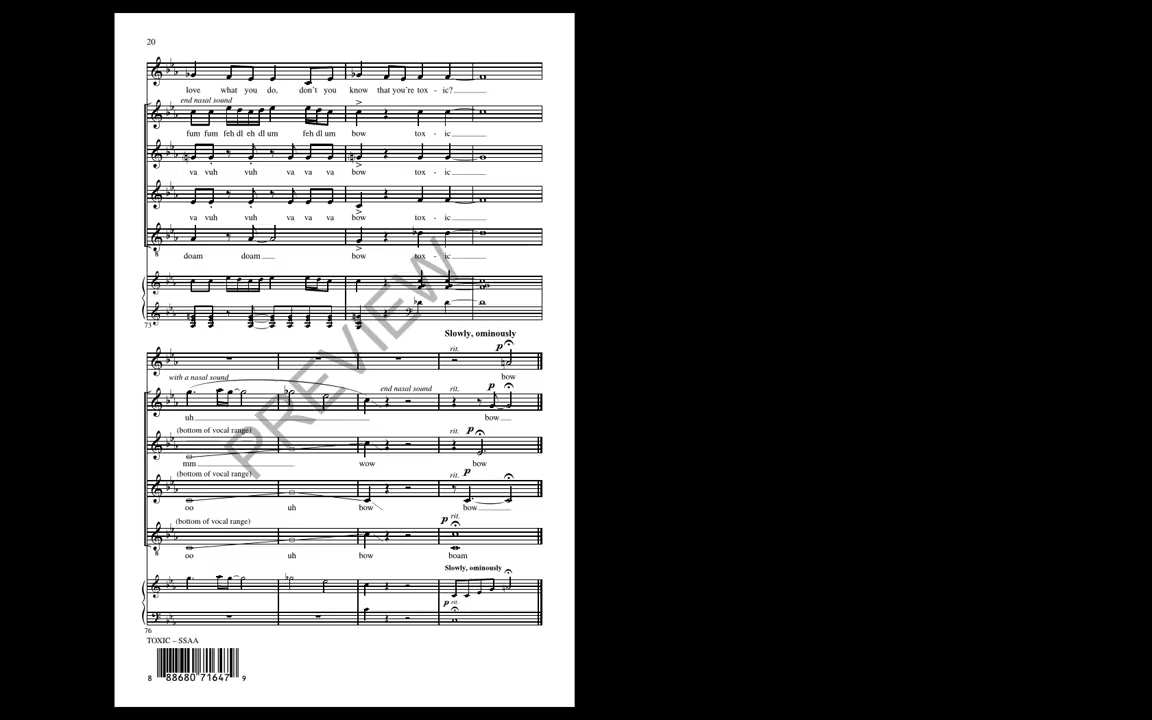 20
love what you do, don't you know that you're tox - ic?
end nasal sound
fum fum feh dl eh dl um feh dl um bow tox - ic
va vuh vuh va va va bow tox - ic
va vuh vuh va va va bow tox - ic
8
doam doam bow tox - ic
73
Slowly, ominously
rit. p
with a nasal sound bow
end nasal sound rit. p
uh bow
(bottom of vocal range) rit. p
mm wow bow
(bottom of vocal range) rit. p
oo uh bow bow
(bottom of vocal range) p rit.
8
oo uh bow boam
Slowly, ominously
p rit.
76
TOXIC – SSAA
8 88680 71647 9
PREVIEW